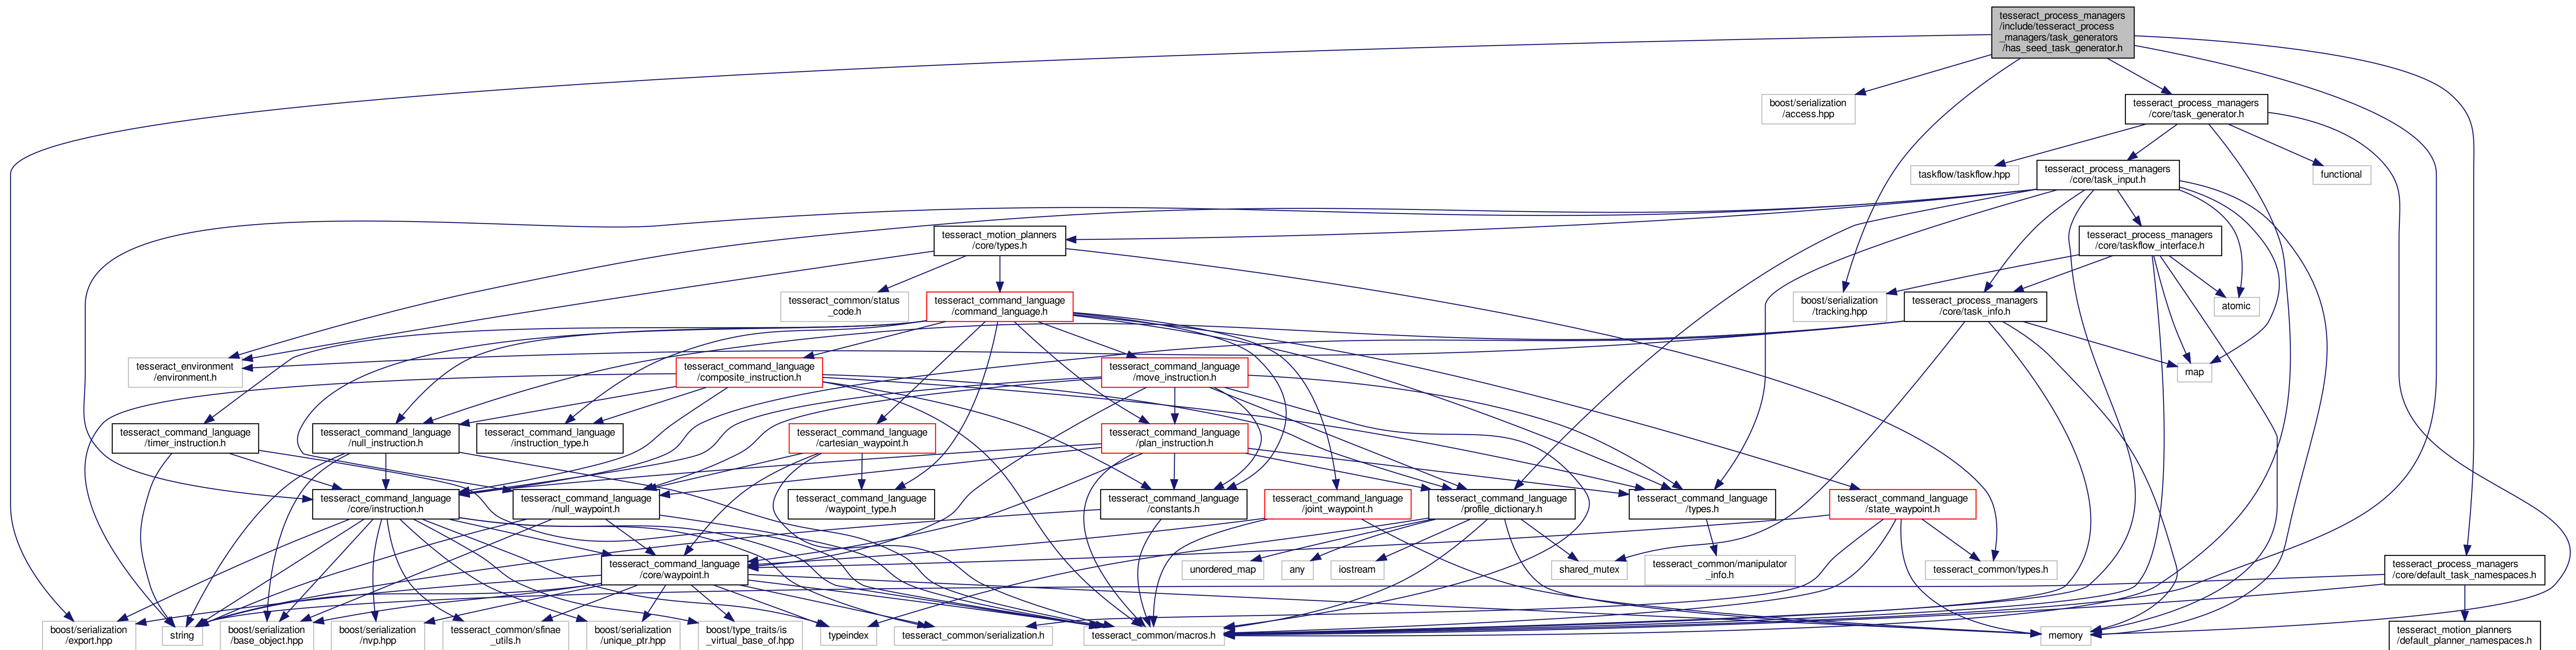 tesseract_process_managers
/include/tesseract_process
_managers/task_generators
/has_seed_task_generator.h
boost/serialization
/access.hpp
tesseract_process_managers
/core/task_generator.h
taskflow/taskflow.hpp
tesseract_process_managers
/core/task_input.h
functional
tesseract_motion_planners
/core/types.h
tesseract_process_managers
/core/taskflow_interface.h
tesseract_common/status
_code.h
tesseract_command_language
/command_language.h
boost/serialization
/tracking.hpp
tesseract_process_managers
/core/task_info.h
atomic
tesseract_environment
/environment.h
tesseract_command_language
/composite_instruction.h
tesseract_command_language
/move_instruction.h
map
tesseract_command_language
/timer_instruction.h
tesseract_command_language
/null_instruction.h
tesseract_command_language
/instruction_type.h
tesseract_command_language
/cartesian_waypoint.h
tesseract_command_language
/plan_instruction.h
tesseract_command_language
/core/instruction.h
tesseract_command_language
/null_waypoint.h
tesseract_command_language
/waypoint_type.h
tesseract_command_language
/constants.h
tesseract_command_language
/joint_waypoint.h
tesseract_command_language
/profile_dictionary.h
tesseract_command_language
/types.h
tesseract_command_language
/state_waypoint.h
tesseract_command_language
/core/waypoint.h
unordered_map
any
iostream
shared_mutex
tesseract_common/manipulator
_info.h
tesseract_common/types.h
tesseract_process_managers
/core/default_task_namespaces.h
boost/serialization
/export.hpp
string
boost/serialization
/base_object.hpp
boost/serialization
/nvp.hpp
tesseract_common/sfinae
_utils.h
boost/serialization
/unique_ptr.hpp
boost/type_traits/is
_virtual_base_of.hpp
typeindex
tesseract_common/serialization.h
tesseract_common/macros.h
memory
tesseract_motion_planners
/default_planner_namespaces.h